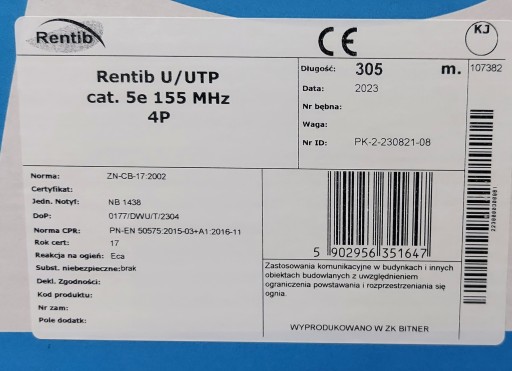 Rentib
CE
KJ
Rentib U/UTP
cat. 5e 155 MHz
4P
Długość: 305 m.
107382
Data: 2023
Nr bębna:
Waga:
Nr ID: PK-2-230821-08
Norma: ZN-CB-17:2002
Certyfikat:
Jedn. Notyf: NB 1438
DoP: 0177/DWU/T/2304
Norma CPR: PN-EN 50575:2015-03+A1:2016-11
Rok cert: 17
Reakcja na ogień: Eca
Subst. niebezpieczne:brak
Dekl. Zgodności:
Kod produktu:
Nr zam:
Pole dodatk:
5 902956 351647
Zastosowania komunikacyjne w budynkach i innych
obiektach budowlanych z uwzględnieniem
ograniczenia powstawania i rozprzestrzeniania się
ognia.
WYPRODUKOWANO W ZK BITNER